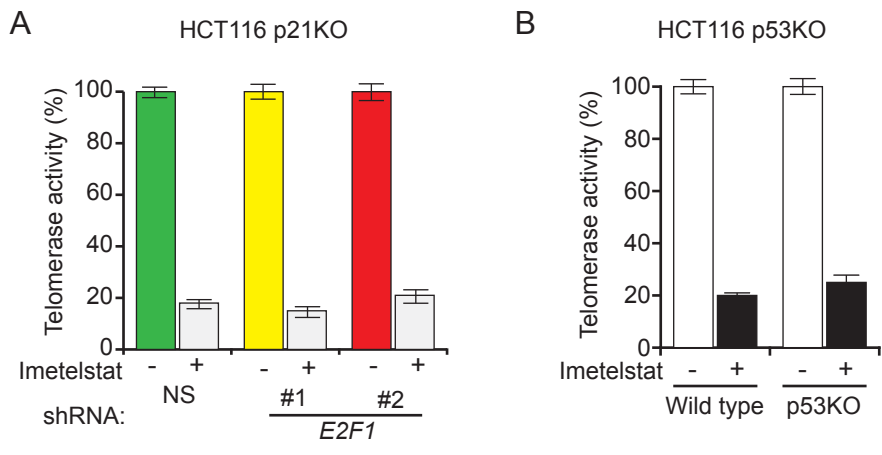 A
HCT116 p21KO
Telomerase activity (%)
100
80
60
40
20
0
Imetelstat - + - + - +
NS #1 #2
shRNA:
E2F1
B
HCT116 p53KO
Telomerase activity (%)
100
80
60
40
20
0
Imetelstat - + - +
Wild type p53KO